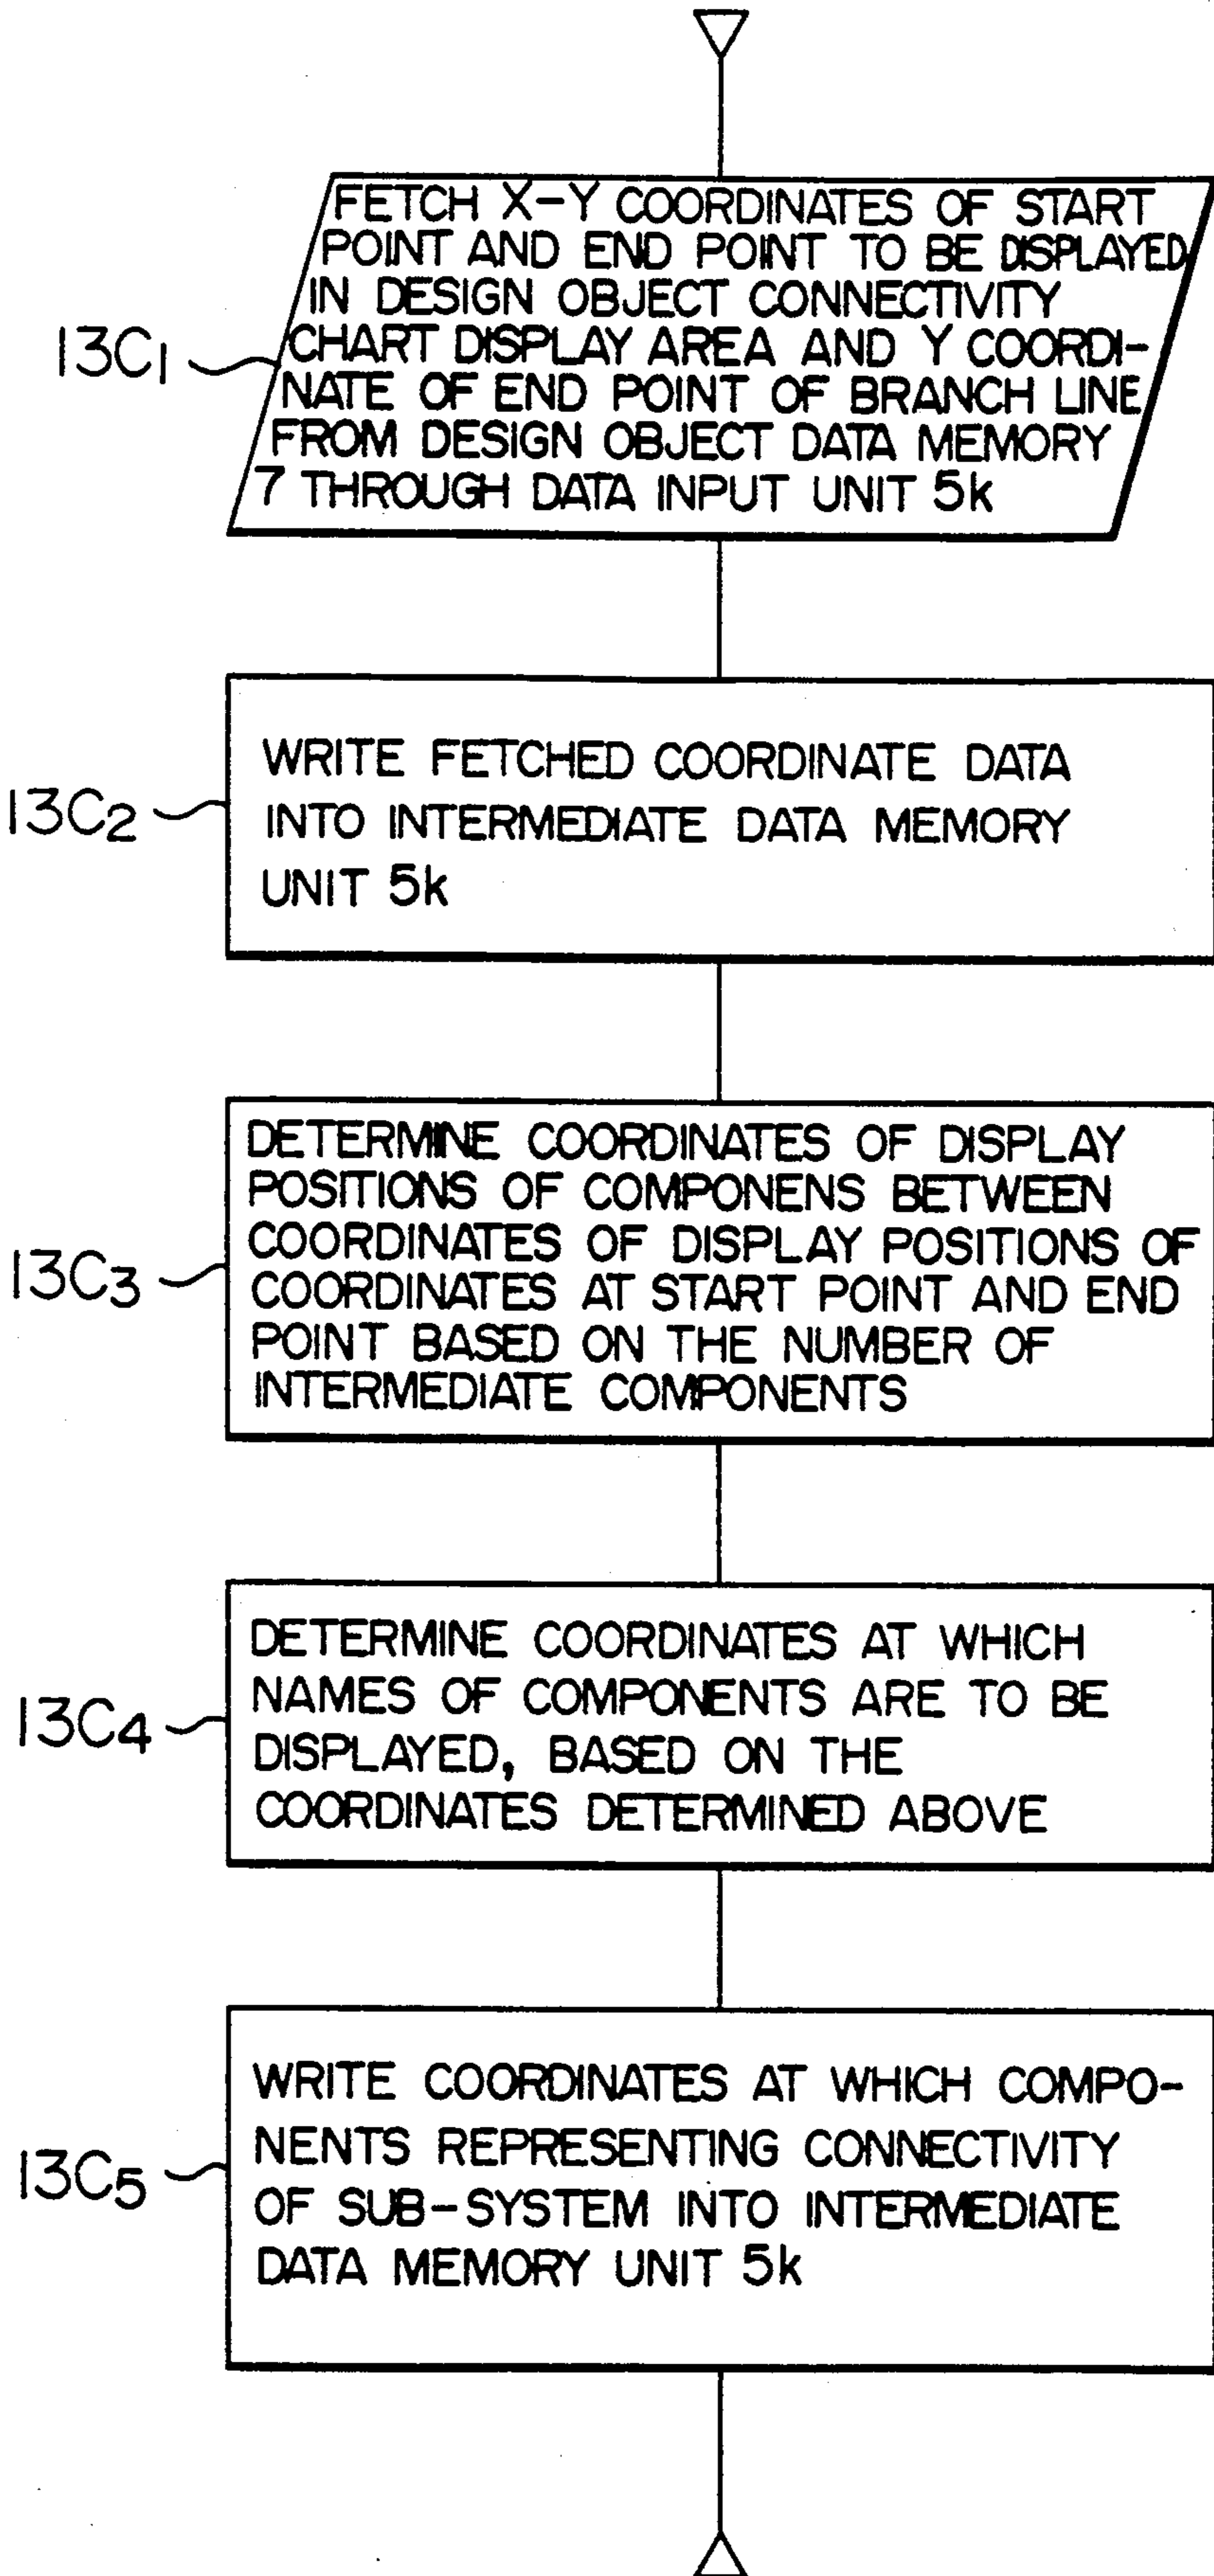 13C1
FETCH X-Y COORDINATES OF START
POINT AND END POINT TO BE DISPLAYED
IN DESIGN OBJECT CONNECTIVITY
CHART DISPLAY AREA AND Y COORDI-
NATE OF END POINT OF BRANCH LINE
FROM DESIGN OBJECT DATA MEMORY
7 THROUGH DATA INPUT UNIT 5k
13C2
WRITE FETCHED COORDINATE DATA
INTO INTERMEDIATE DATA MEMORY
UNIT 5k
13C3
DETERMINE COORDINATES OF DISPLAY
POSITIONS OF COMPONENS BETWEEN
COORDINATES OF DISPLAY POSITIONS OF
COORDINATES AT START POINT AND END
POINT BASED ON THE NUMBER OF
INTERMEDIATE COMPONENTS
13C4
DETERMINE COORDINATES AT WHICH
NAMES OF COMPONENTS ARE TO BE
DISPLAYED, BASED ON THE
COORDINATES DETERMINED ABOVE
13C5
WRITE COORDINATES AT WHICH COMPO-
NENTS REPRESENTING CONNECTIVITY
OF SUB-SYSTEM INTO INTERMEDIATE
DATA MEMORY UNIT 5k